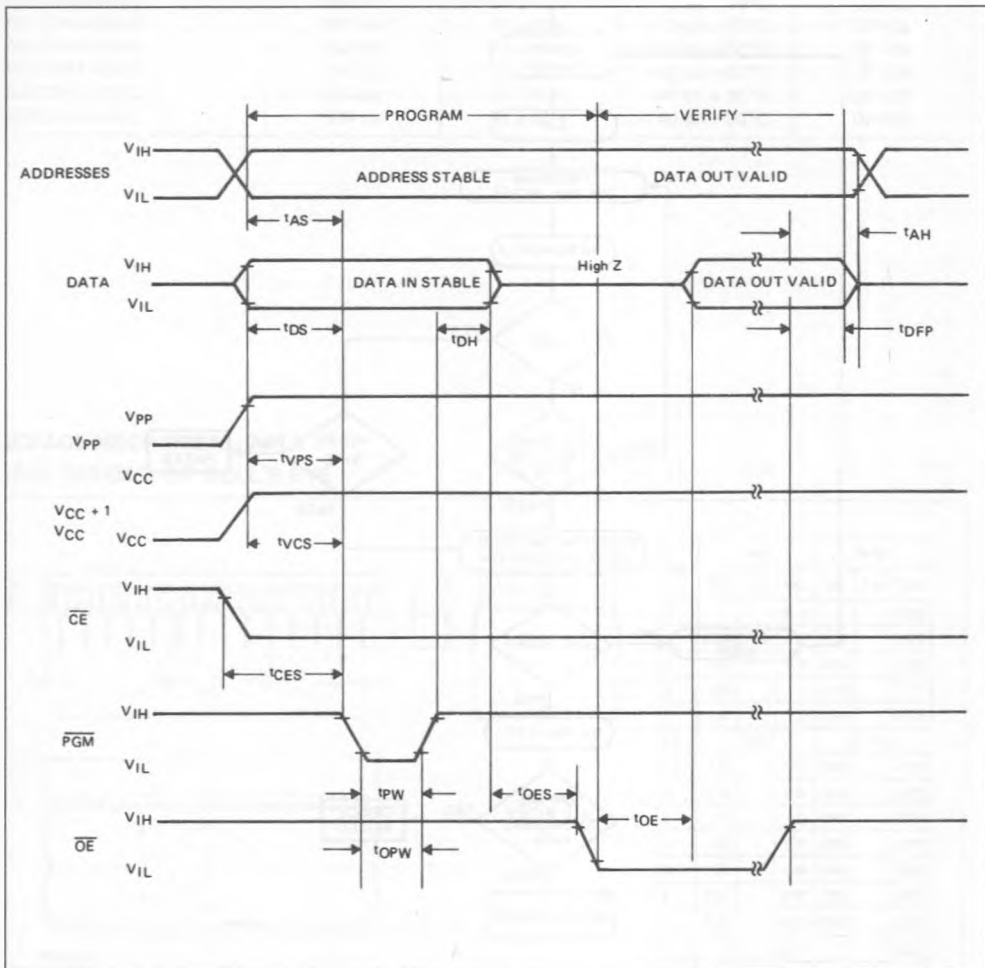 PROGRAM VERIFY
VIH
ADDRESSES ADDRESS STABLE DATA OUT VALID
VIL
tAS tAH
VIH High Z
DATA DATA IN STABLE DATA OUT VALID
VIL
tDS tDH tDFP
VPP
VPP
tVPS
VCC
VCC + 1
VCC VCC tVCS
VIH
CE
VIL
tCES
VIH
PGM
VIL
tPW tOES
VIH tOE
OE tOPW
VIL